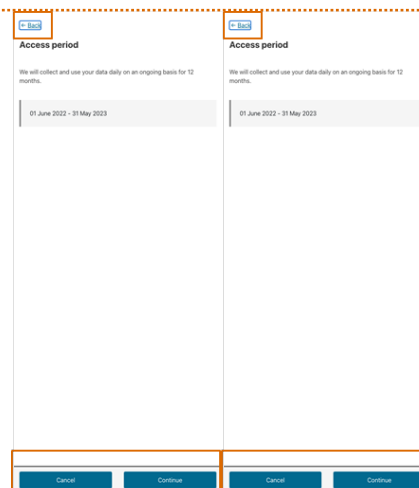 ← Back
Access period
We will collect and use your data daily on an ongoing basis for 12
months.
01 June 2022 - 31 May 2023
Cancel Continue
← Back
Access period
We will collect and use your data daily on an ongoing basis for 12
months.
01 June 2022 - 31 May 2023
Cancel Continue